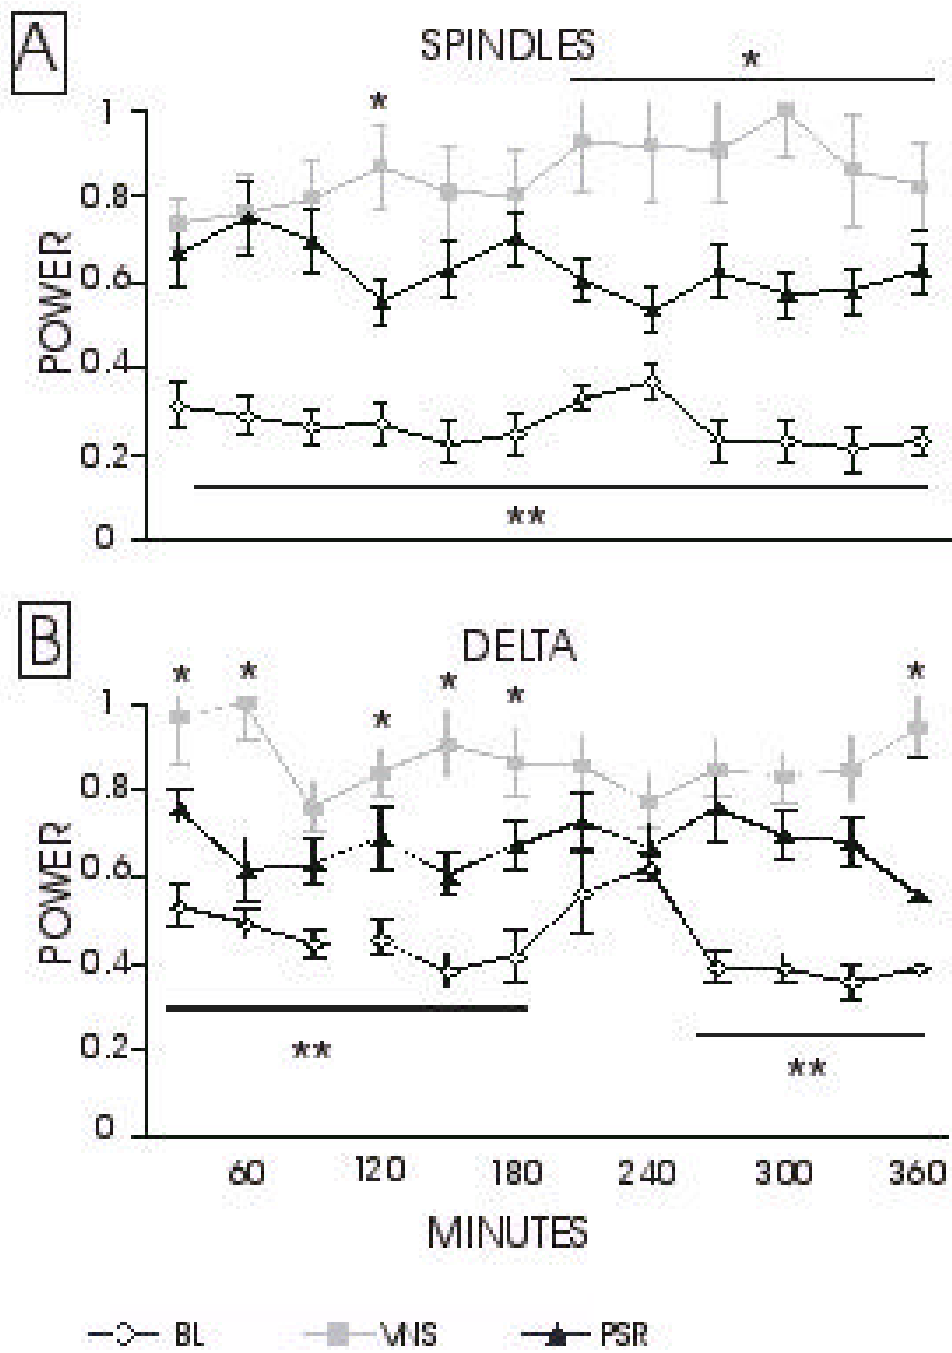 A
SPINDLES
*
*
1
0.8
0.6
0.4
0.2
0
POWER
**
B
DELTA
* * * * * *
1
0.8
0.6
0.4
0.2
0
POWER
**
**
60 120 180 240 300 360
MINUTES
BL VNS PSR